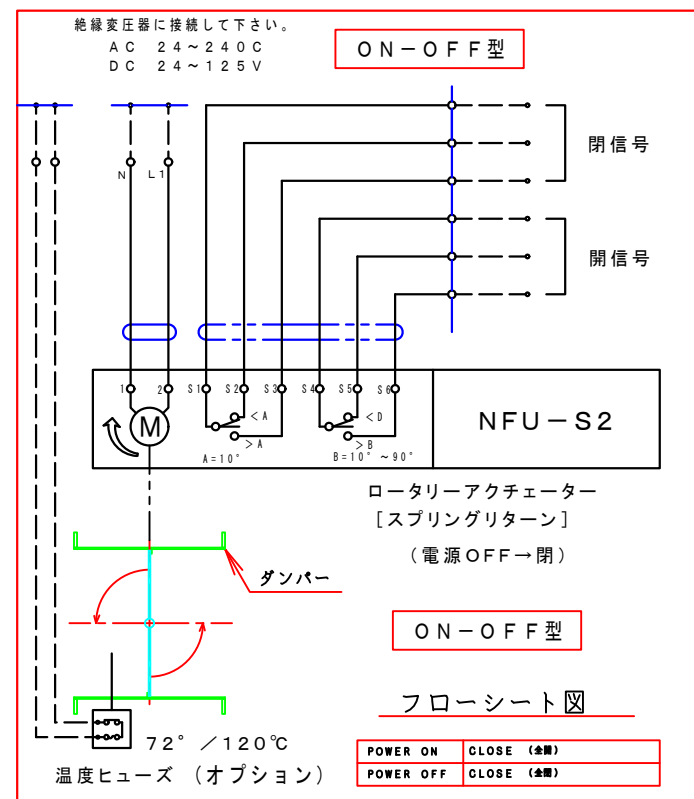 絶縁変圧器に接続して下さい。
AC 24~240C
DC 24~125V
ON-OFF型
閉信号
N L1
開信号
1 2 S1 S2 S3 S4 S5 S6
M
<A
>A
A=10°
<D
>B
B=10°~90°
NFU-S2
ロータリーアクチェーター
[スプリングリターン]
(電源OFF→閉)
ダンパー
ON-OFF型
フローシート図
72°/120℃
温度ヒューズ (オプション)
POWER ON CLOSE
POWER OFF CLOSE